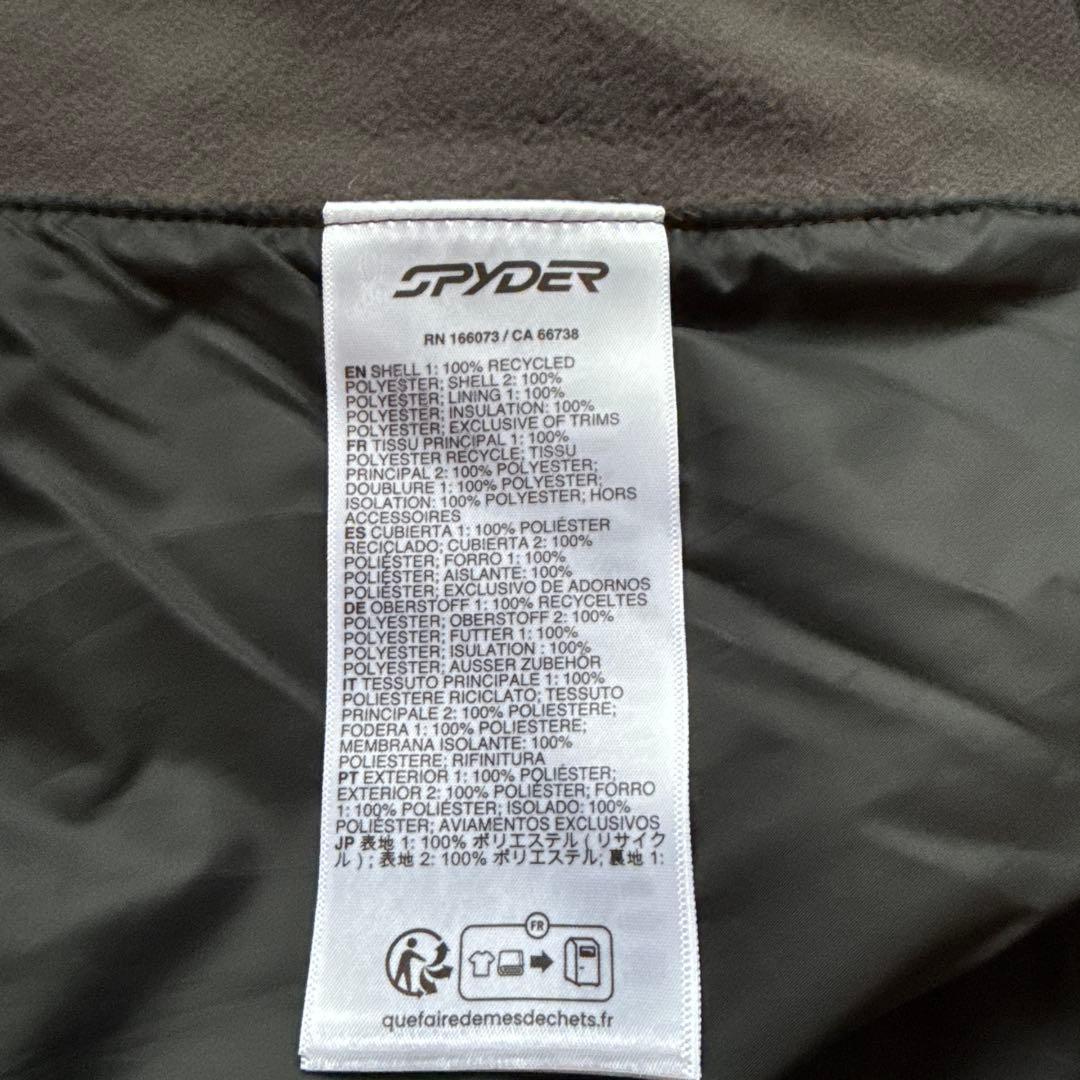 SPYDER
RN 166073 / CA 66738
EN SHELL 1: 100% RECYCLED
POLYESTER; SHELL 2: 100%
POLYESTER; LINING 1: 100%
POLYESTER; INSULATION: 100%
POLYESTER; EXCLUSIVE OF TRIMS
FR TISSU PRINCIPAL 1: 100%
POLYESTER RECYCLE; TISSU
PRINCIPAL 2: 100% POLYESTER;
DOUBLURE 1: 100% POLYESTER;
ISOLATION: 100% POLYESTER; HORS
ACCESSOIRES
ES CUBIERTA 1: 100% POLIÉSTER
RECICLADO; CUBIERTA 2: 100%
POLIÉSTER; FORRO 1: 100%
POLIÉSTER; AISLANTE: 100%
POLIÉSTER; EXCLUSIVO DE ADORNOS
DE OBERSTOFF 1: 100% RECYCELTES
POLYESTER; OBERSTOFF 2: 100%
POLYESTER; FUTTER 1: 100%
POLYESTER; ISULATION : 100%
POLYESTER; AUSSER ZUBEHÖR
IT TESSUTO PRINCIPALE 1: 100%
POLIESTERE RICICLATO; TESSUTO
PRINCIPALE 2: 100% POLIESTERE;
FODERA 1: 100% POLIESTERE;
MEMBRANA ISOLANTE: 100%
POLIESTERE; RIFINITURA
PT EXTERIOR 1: 100% POLIÉSTER;
EXTERIOR 2: 100% POLIÉSTER; FORRO
1: 100% POLIÉSTER; ISOLADO: 100%
POLIÉSTER; AVIAMENTOS EXCLUSIVOS
JP 表地 1: 100% ポリエステル ( リサイク
ル ) ; 表地 2: 100% ポリエステル; 裏地 1:
FR
quefairedemesdechets.fr